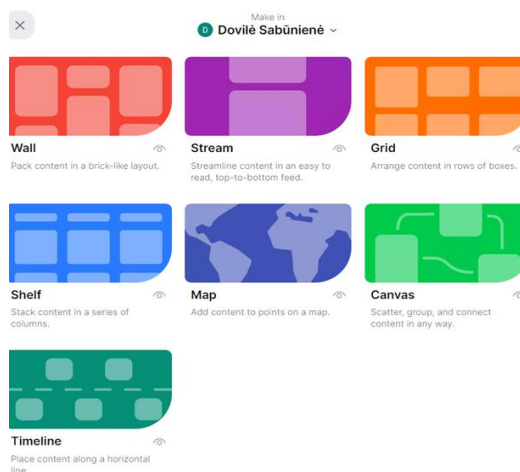 Make in
D Dovilė Sabūnienė
Wall
Pack content in a brick-like layout.
Stream
Streamline content in an easy to
read, top-to-bottom feed.
Grid
Arrange content in rows of boxes.
Shelf
Stack content in a series of
columns.
Map
Add content to points on a map.
Canvas
Scatter, group, and connect
content in any way.
Timeline
Place content along a horizontal
line.